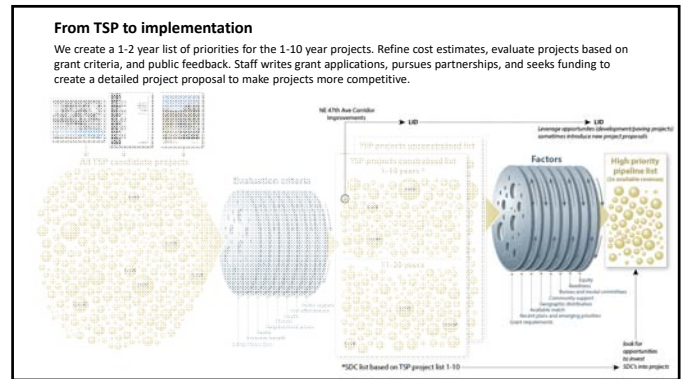 From TSP to implementation
We create a 1-2 year list of priorities for the 1-10 year projects. Refine cost estimates, evaluate projects based on
grant criteria, and public feedback. Staff writes grant applications, pursues partnerships, and seeks funding to
create a detailed project proposal to make projects more competitive.
NE 47th Ave Corridor
Improvements
LID
LID
Leverage opportunities (development/paving projects)
sometimes introduce new project proposals
All TSP candidate projects
Evaluation criteria
TSP projects unconstrained list
TSP projects constrained list
1-10 years *
11-20 years
Factors
Equity
Readiness
Bureau and modal committees
Community support
Geographic distribution
Available match
Recent plans and emerging priorities
Grant requirements
High priority
pipeline list
look for
opportunities
to invest
SDC's into projects
*SDC list based on TSP project list 1-10